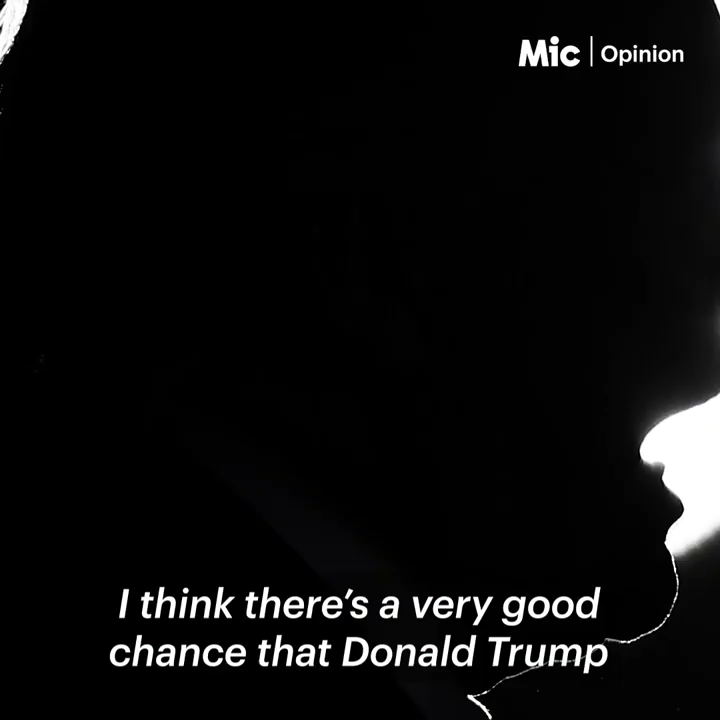 Mic | Opinion
I think there's a very good
chance that Donald Trump